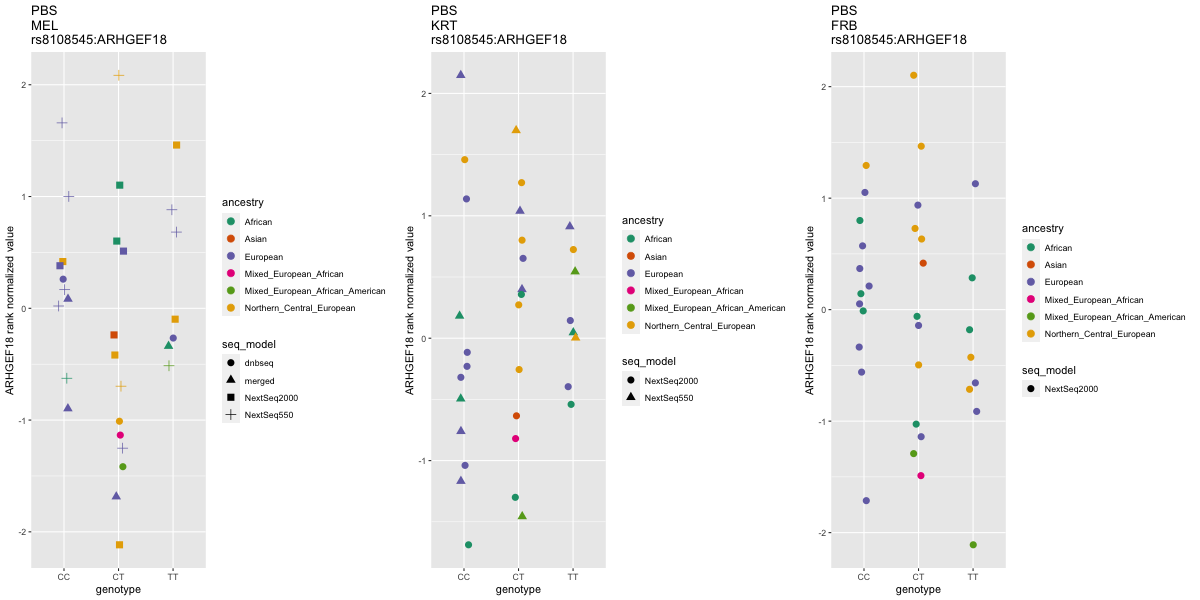 PBS
MEL
rs8108545:ARHGEF18
ARHGEF18 rank normalized value
2
1
0
-1
-2
CC CT TT
genotype
ancestry
African
Asian
European
Mixed_European_African
Mixed_European_African_American
Northern_Central_European
seq_model
dnbseq
merged
NextSeq2000
NextSeq550
PBS
KRT
rs8108545:ARHGEF18
ARHGEF18 rank normalized value
2
1
0
-1
CC CT TT
genotype
ancestry
African
Asian
European
Mixed_European_African
Mixed_European_African_American
Northern_Central_European
seq_model
NextSeq2000
NextSeq550
PBS
FRB
rs8108545:ARHGEF18
ARHGEF18 rank normalized value
2
1
0
-1
-2
CC CT TT
genotype
ancestry
African
Asian
European
Mixed_European_African
Mixed_European_African_American
Northern_Central_European
seq_model
NextSeq2000